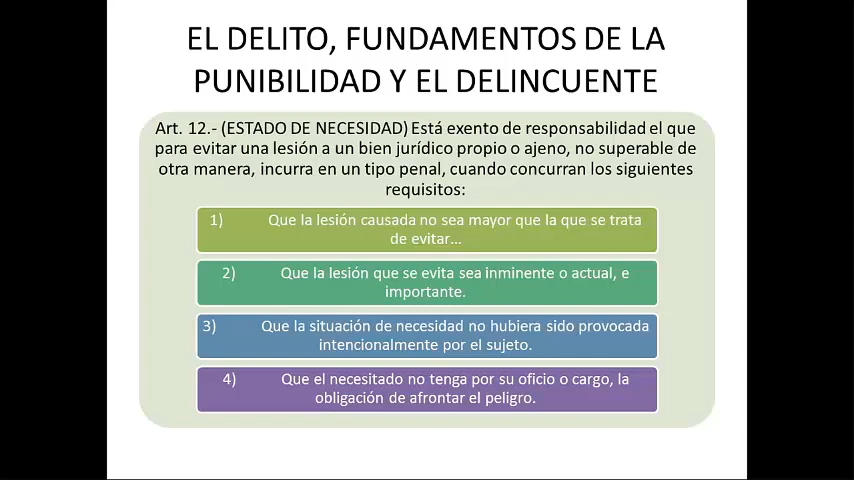 EL DELITO, FUNDAMENTOS DE LA
PUNIBILIDAD Y EL DELINCUENTE
Art. 12.- (ESTADO DE NECESIDAD) Está exento de responsabilidad el que
para evitar una lesión a un bien jurídico propio o ajeno, no superable de
otra manera, incurra en un tipo penal, cuando concurran los siguientes
requisitos:
1) Que la lesión causada no sea mayor que la que se trata
de evitar...
2) Que la lesión que se evita sea inminente o actual, e
importante.
3) Que la situación de necesidad no hubiera sido provocada
intencionalmente por el sujeto.
4) Que el necesitado no tenga por su oficio o cargo, la
obligación de afrontar el peligro.